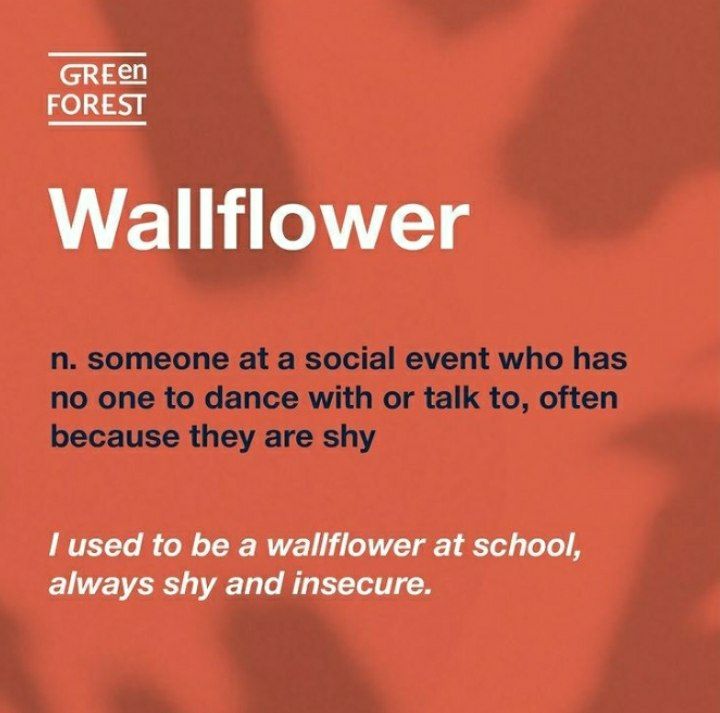 GREen
FOREST
Wallflower
n. someone at a social event who has
no one to dance with or talk to, often
because they are shy
I used to be a wallflower at school,
always shy and insecure.